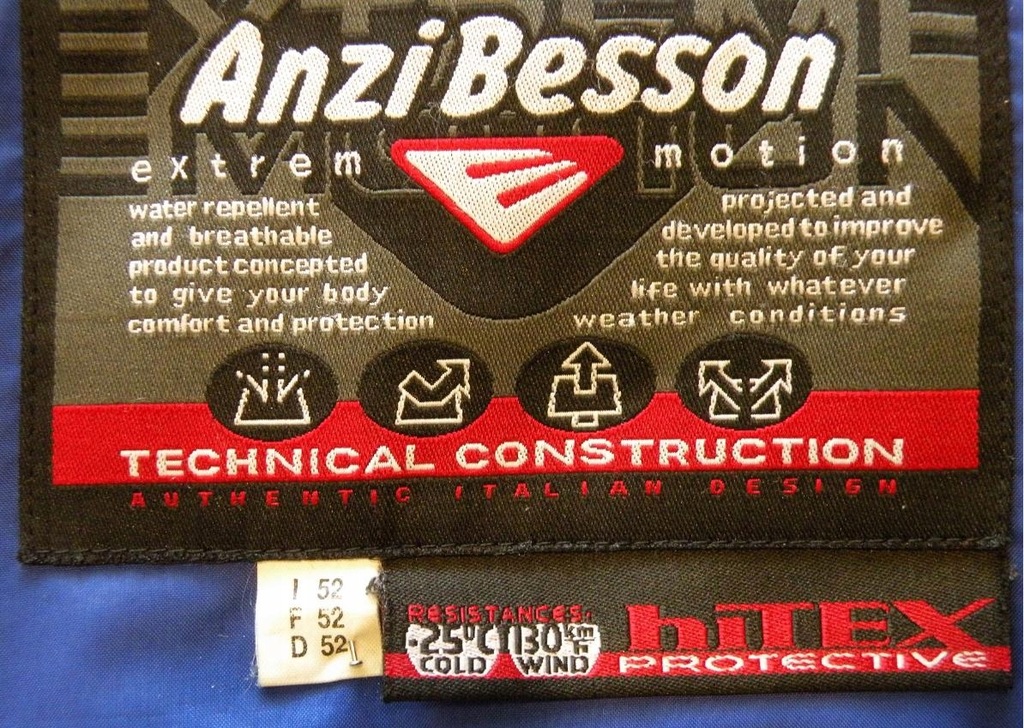 Anzi Besson
extrem motion
water repellent
and breathable
product concepted
to give your body
comfort and protection
projected and
developed to improve
the quality of your
life with whatever
weather conditions
TECHNICAL CONSTRUCTION
AUTHENTIC ITALIAN DESIGN
I 52
F 52
D 52
RESISTANCES:
-25°C 130 km/H
COLD WIND
hiTEX
PROTECTIVE